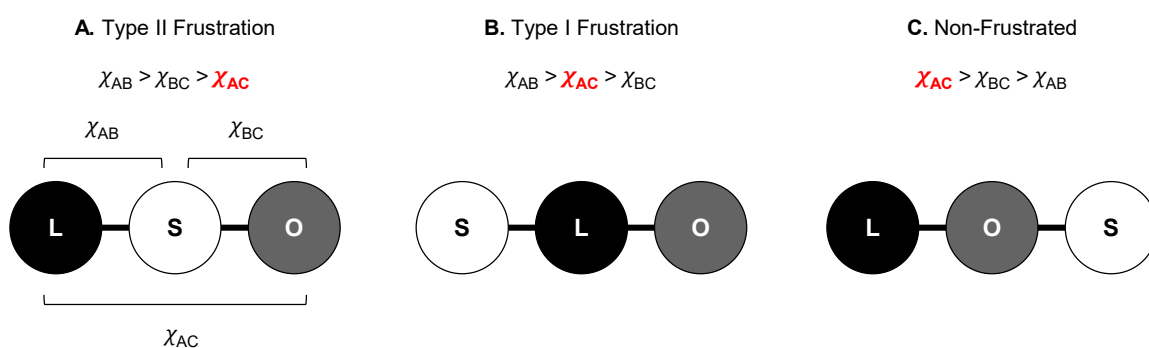 A. Type II Frustration
B. Type I Frustration
C. Non-Frustrated
χAB > χBC > χAC
χAB > χAC > χBC
χAC > χBC > χAB
χAB
χBC
L
S
O
S
L
O
L
O
S
χAC